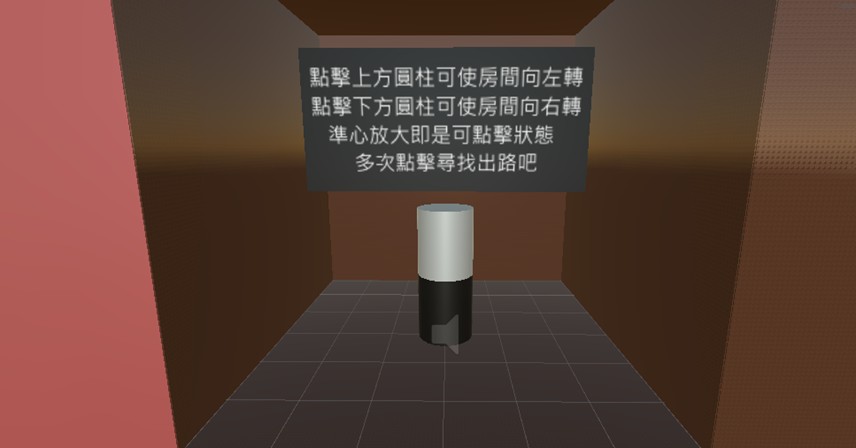 點擊上方圓柱可使房間向左轉
點擊下方圓柱可使房間向右轉
準心放大即是可點擊狀態
多次點擊尋找出路吧